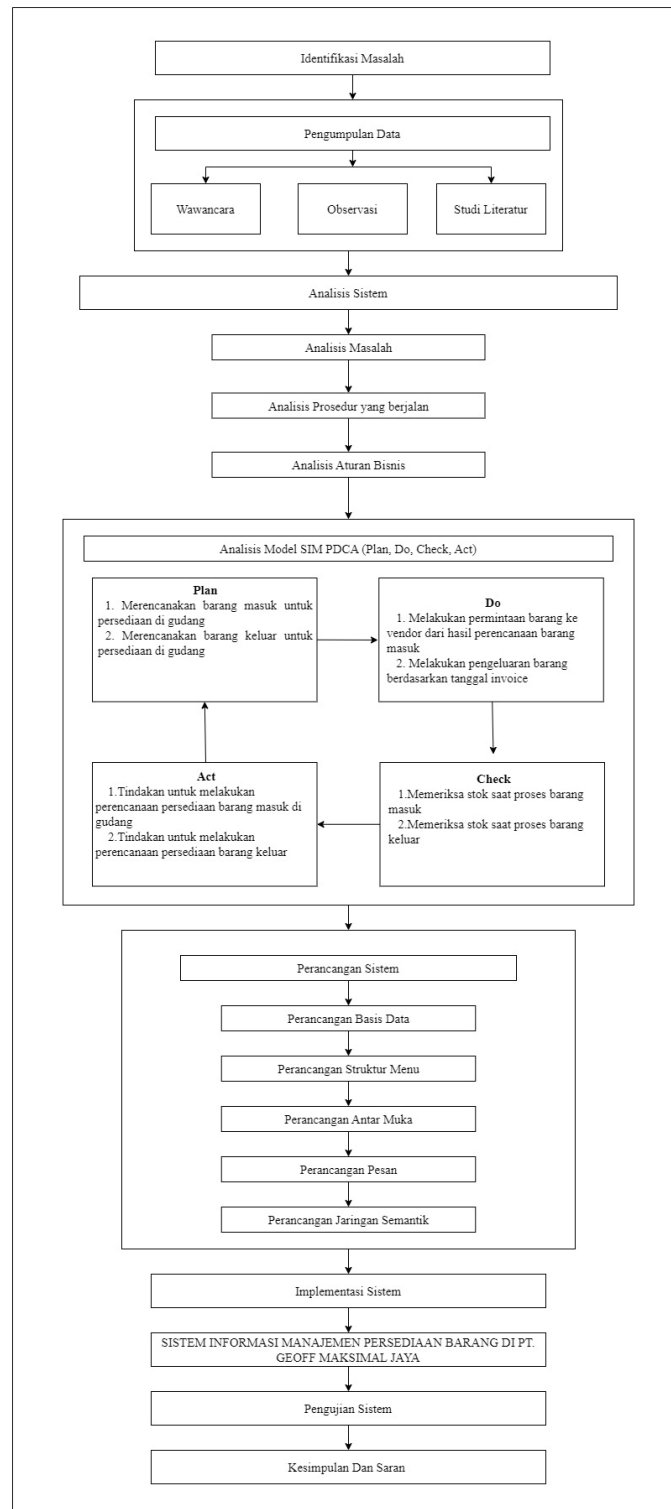 Identifikasi Masalah
Pengumpulan Data
Wawancara
Observasi
Studi Literatur
Analisis Sistem
Analisis Masalah
Analisis Prosedur yang berjalan
Analisis Aturan Bisnis
Analisis Model SIM PDCA (Plan, Do, Check, Act)
Plan
1. Merencanakan barang masuk untuk
persediaan di gudang
2. Merencanakan barang keluar untuk
persediaan di gudang
Do
1. Melakukan permintaan barang ke
vendor dari hasil perencanaan barang
masuk
2. Melakukan pengeluaran barang
berdasarkan tanggal invoice
Act
1.Tindakan untuk melakukan
perencanaan persediaan barang masuk di
gudang
2.Tindakan untuk melakukan
perencanaan persediaan barang keluar
Check
1.Memeriksa stok saat proses barang
masuk
2.Memeriksa stok saat proses barang
keluar
Perancangan Sistem
Perancangan Basis Data
Perancangan Struktur Menu
Perancangan Antar Muka
Perancangan Pesan
Perancangan Jaringan Semantik
Implementasi Sistem
SISTEM INFORMASI MANAJEMEN PERSEDIAAN BARANG DI PT.
GEOFF MAKSIMAL JAYA
Pengujian Sistem
Kesimpulan Dan Saran